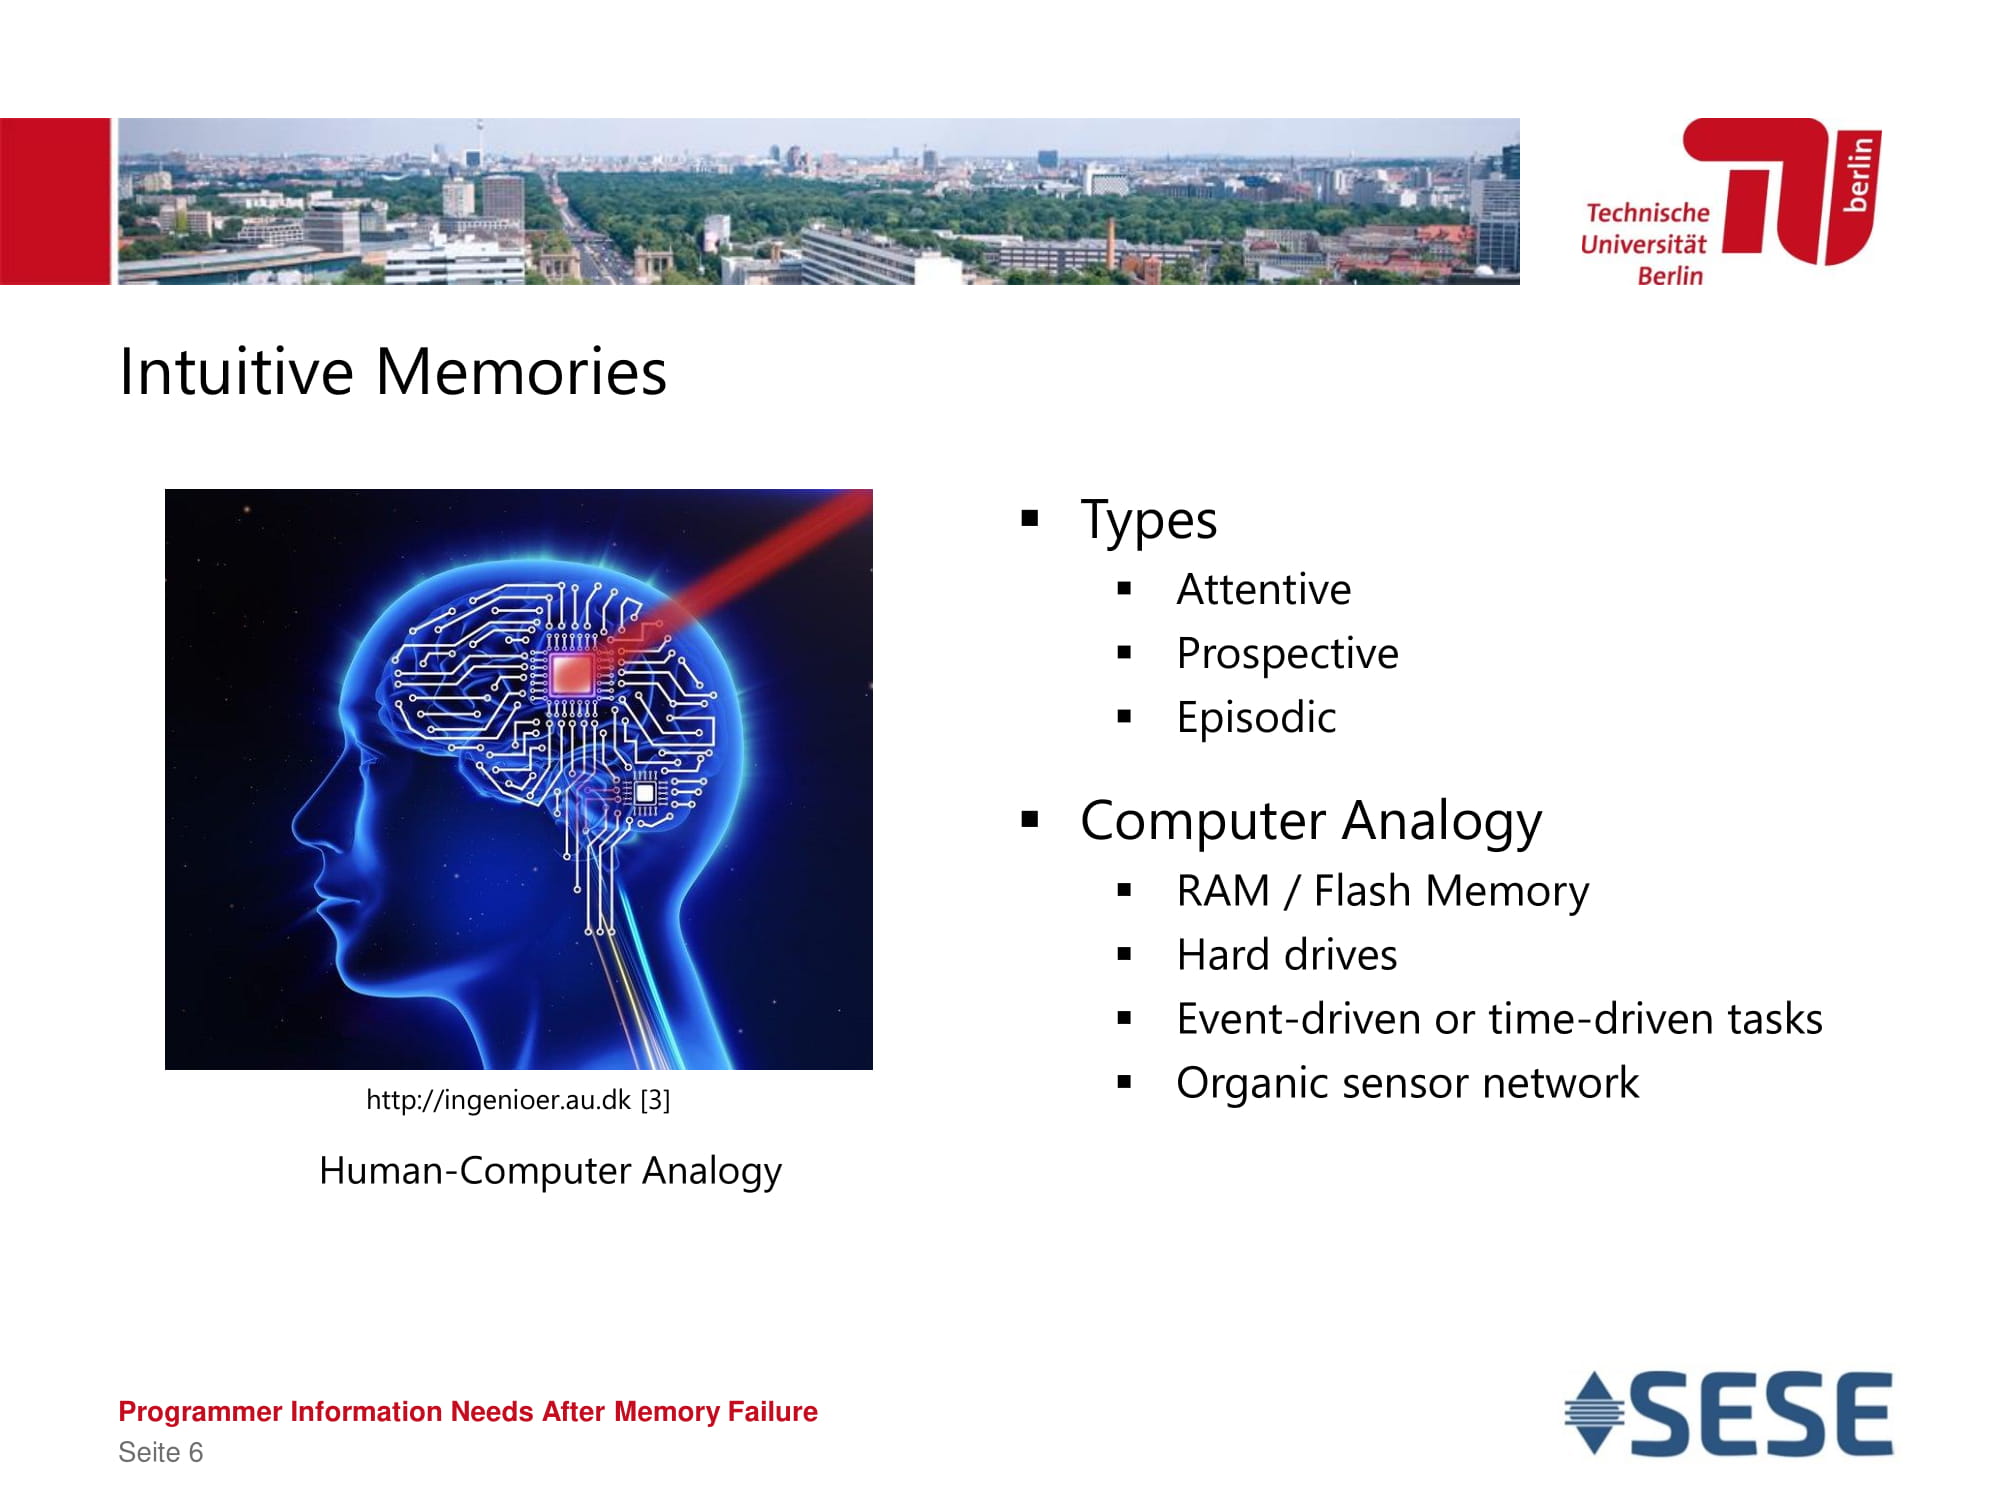 Technische
Universität
Berlin
berlin
Intuitive Memories
http://ingenioer.au.dk [3]
Human-Computer Analogy
▪ Types
▪ Attentive
▪ Prospective
▪ Episodic
▪ Computer Analogy
▪ RAM / Flash Memory
▪ Hard drives
▪ Event-driven or time-driven tasks
▪ Organic sensor network
Programmer Information Needs After Memory Failure
Seite 6
SESE